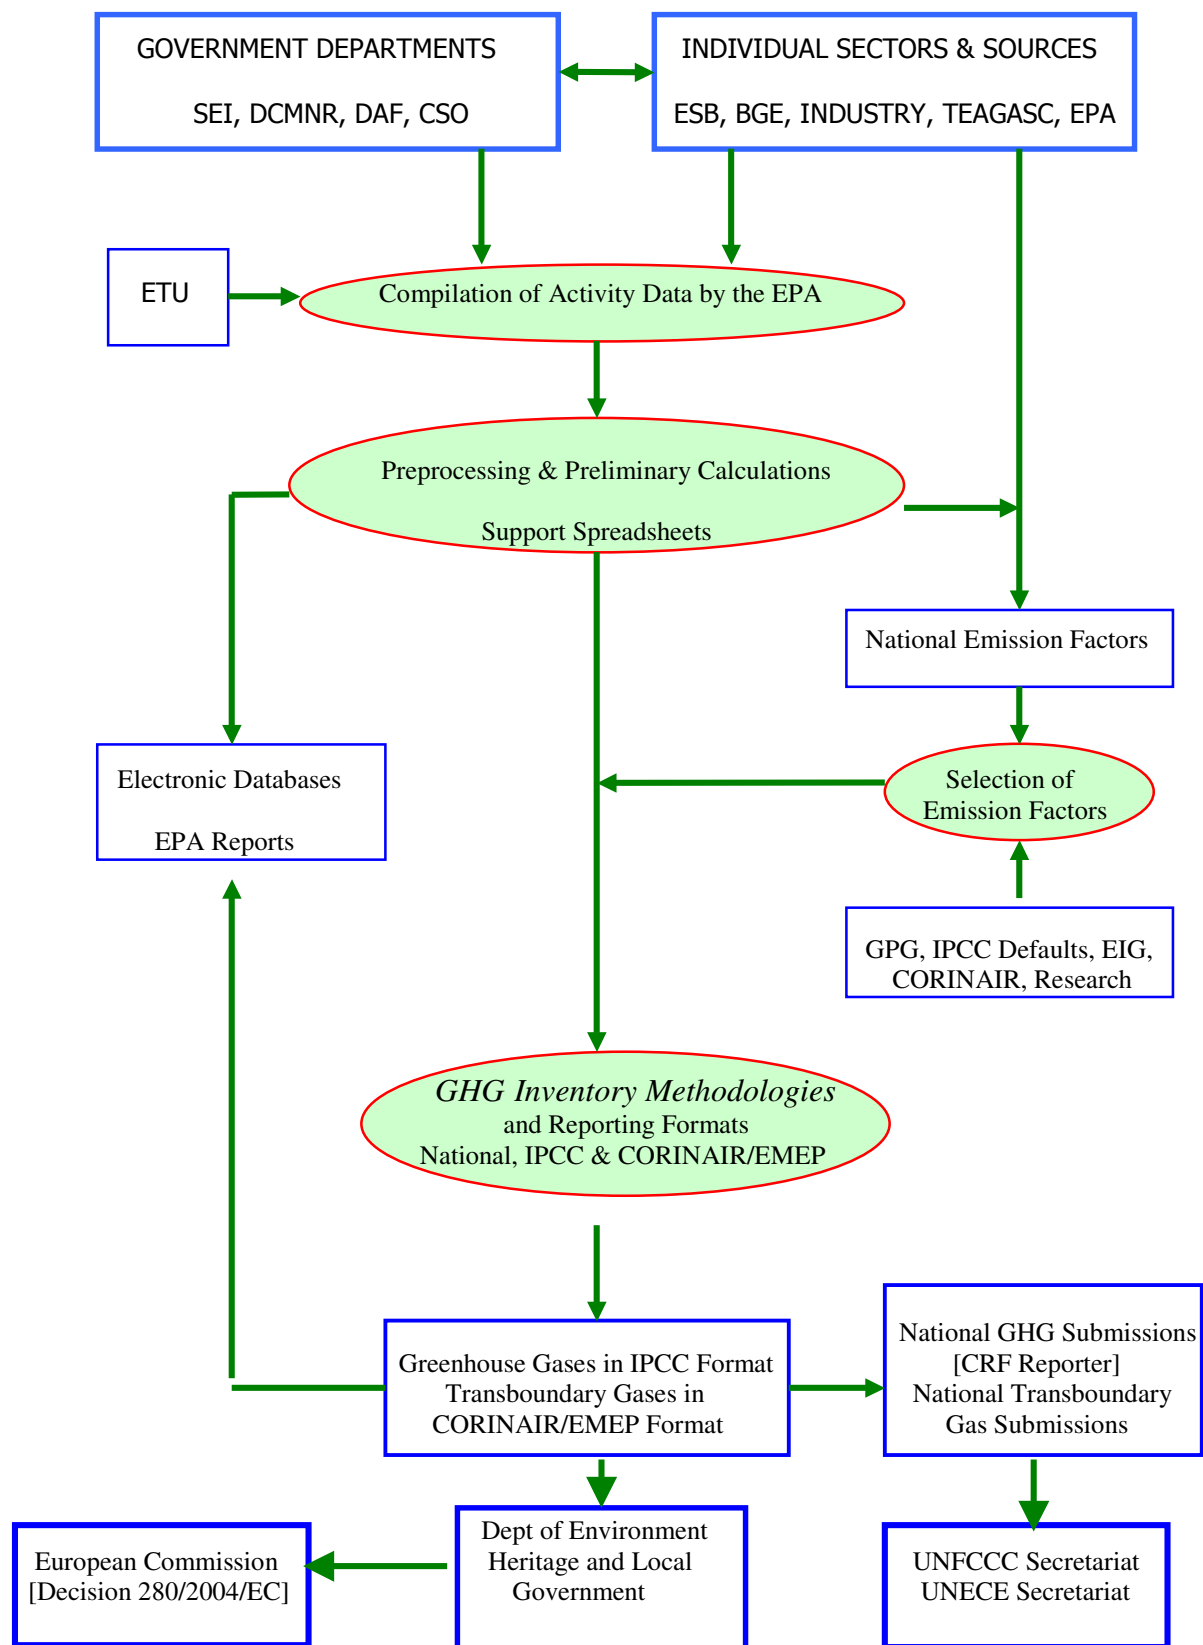 GOVERNMENT DEPARTMENTS
SEI, DCMNR, DAF, CSO
INDIVIDUAL SECTORS & SOURCES
ESB, BGE, INDUSTRY, TEAGASC, EPA
ETU
Compilation of Activity Data by the EPA
Preprocessing & Preliminary Calculations
Support Spreadsheets
National Emission Factors
Electronic Databases
EPA Reports
Selection of
Emission Factors
GPG, IPCC Defaults, EIG,
CORINAIR, Research
GHG Inventory Methodologies
and Reporting Formats
National, IPCC & CORINAIR/EMEP
Greenhouse Gases in IPCC Format
Transboundary Gases in
CORINAIR/EMEP Format
National GHG Submissions
[CRF Reporter]
National Transboundary
Gas Submissions
European Commission
[Decision 280/2004/EC]
Dept of Environment
Heritage and Local
Government
UNFCCC Secretariat
UNECE Secretariat